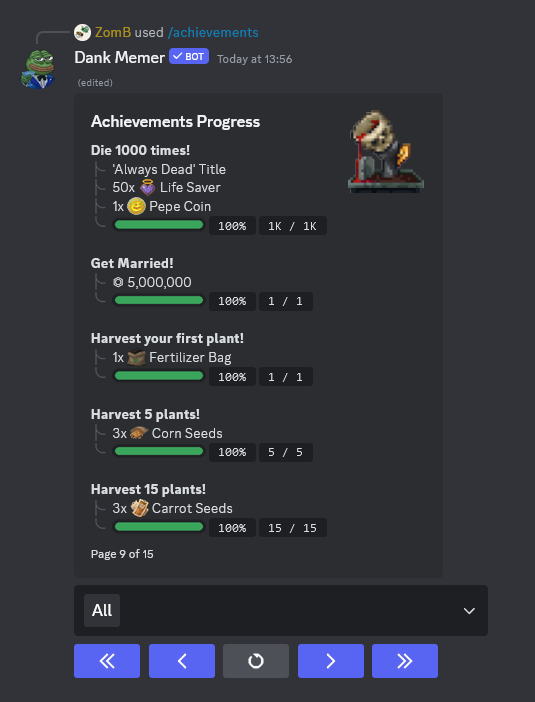 ZomB used /achievements
Dank Memer ✓ BOT Today at 13:56
(edited)
Achievements Progress
Die 1000 times!
'Always Dead' Title
50x Life Saver
1x Pepe Coin
100% 1K / 1K
Get Married!
⏣ 5,000,000
100% 1 / 1
Harvest your first plant!
1x Fertilizer Bag
100% 1 / 1
Harvest 5 plants!
3x Corn Seeds
100% 5 / 5
Harvest 15 plants!
3x Carrot Seeds
100% 15 / 15
Page 9 of 15
All